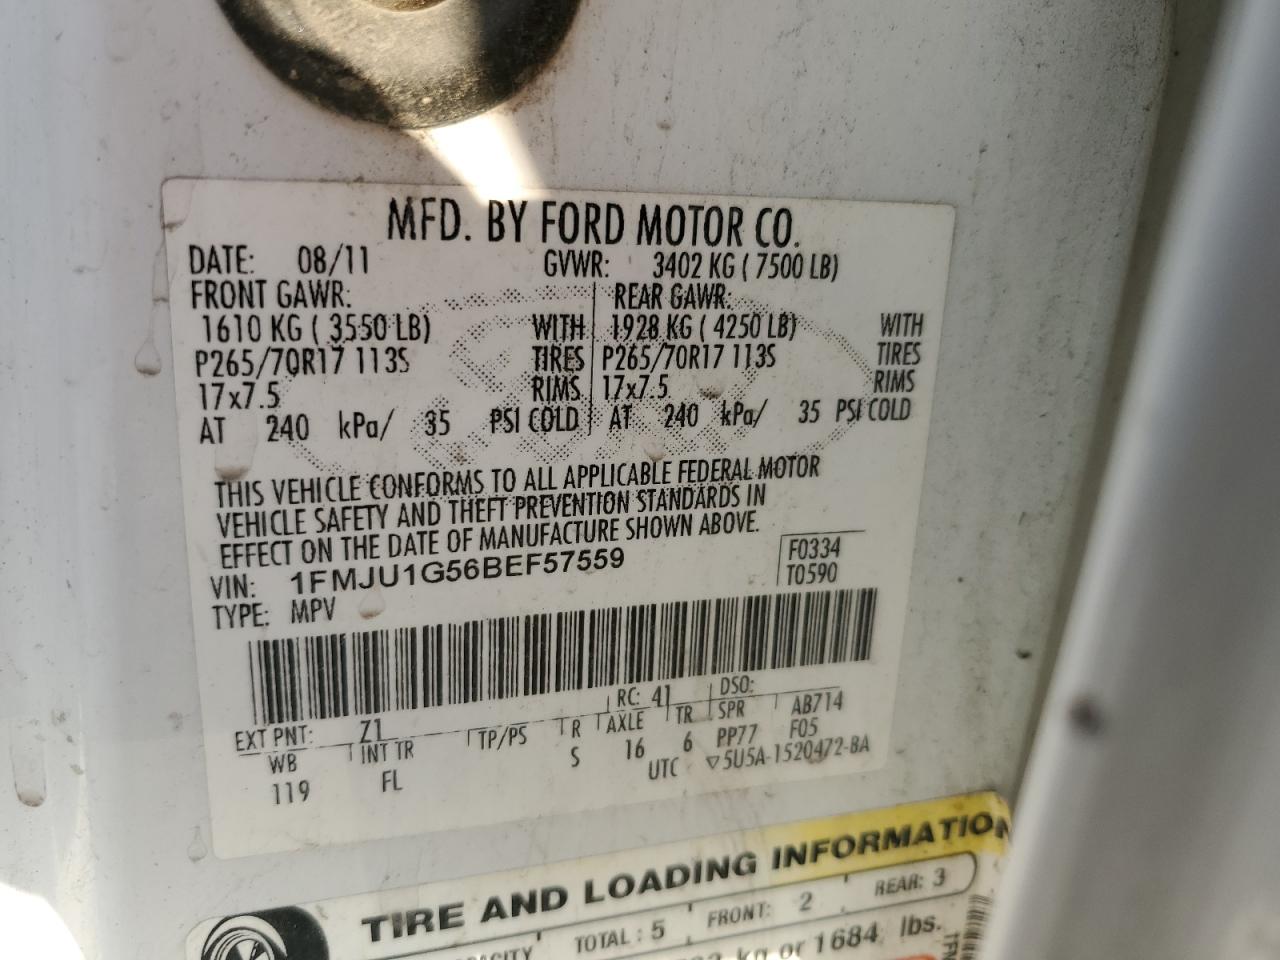 MFD. BY FORD MOTOR CO.
DATE: 08/11 GVWR: 3402 KG ( 7500 LB)
FRONT GAWR: REAR GAWR:
1610 KG ( 3550 LB) WITH 1928 KG ( 4250 LB) WITH
P265/70R17 113S TIRES P265/70R17 113S TIRES
17x7.5 RIMS 17x7.5 RIMS
AT 240 kPa/ 35 PSI COLD AT 240 kPa/ 35 PSI COLD
THIS VEHICLE CONFORMS TO ALL APPLICABLE FEDERAL MOTOR
VEHICLE SAFETY AND THEFT PREVENTION STANDARDS IN
EFFECT ON THE DATE OF MANUFACTURE SHOWN ABOVE.
VIN: 1FMJU1G56BEF57559 F0334
TYPE: MPV T0590
EXT PNT: Z1 RC: 41 DSO:
WB INT TR TP/PS R AXLE TR SPR AB714
119 FL S 16 6 PP77 F05
UTC ▽5U5A-1520472-BA
TIRE AND LOADING INFORMATION
TOTAL : 5 FRONT: 2 REAR: 3
kg or 1684 lbs.